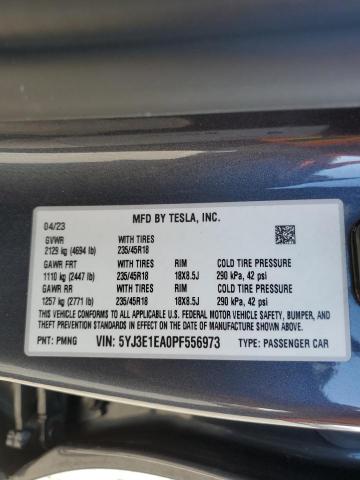 MFD BY TESLA, INC.
04/23
GVWR WITH TIRES
2129 kg (4694 lb) 235/45R18
GAWR FRT WITH TIRES RIM COLD TIRE PRESSURE
1110 kg (2447 lb) 235/45R18 18X8.5J 290 kPa, 42 psi
GAWR RR WITH TIRES RIM COLD TIRE PRESSURE
1257 kg (2771 lb) 235/45R18 18X8.5J 290 kPa, 42 psi
THIS VEHICLE CONFORMS TO ALL APPLICABLE
FEDERAL MOTOR VEHICLE SAFETY, BUMPER, AND
THEFT PREVENTION STANDARDS IN EFFECT ON THE DATE OF MANUFACTURE SHOWN ABOVE.
PNT: PMNG VIN: 5YJ3E1EA0PF556973 TYPE: PASSENGER CAR